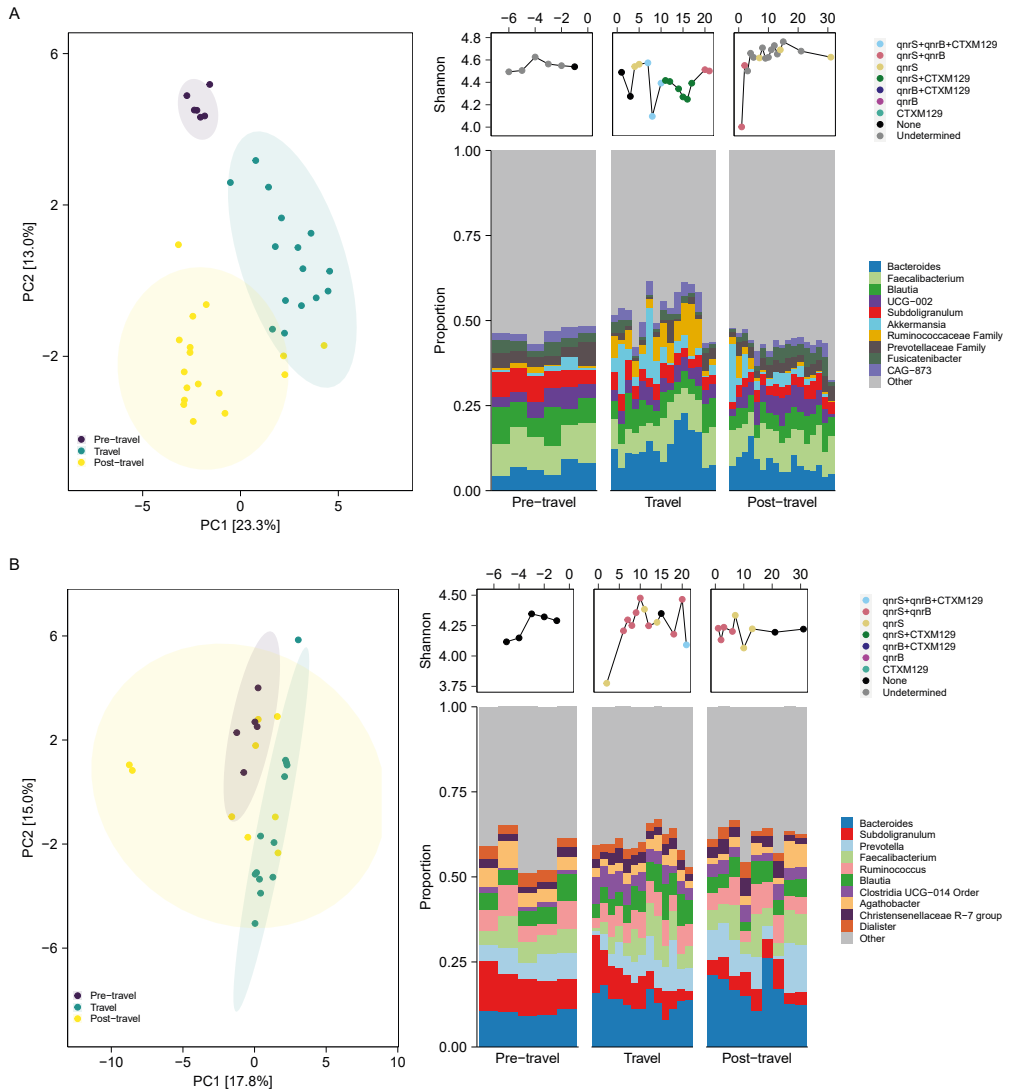 A
6
2
−2
PC2 [13.0%]
Pre−travel
Travel
Post−travel
−5
0
5
PC1 [23.3%]
−6 −4 −2 0
0 5 10 15 20
0 10 20 30
4.8
4.6
4.4
4.2
4.0
Shannon
qnrS+qnrB+CTXM129
qnrS+qnrB
qnrS
qnrS+CTXM129
qnrB+CTXM129
qnrB
CTXM129
None
Undetermined
1.00
0.75
0.50
0.25
0.00
Proportion
Pre−travel
Travel
Post−travel
Bacteroides
Faecalibacterium
Blautia
UCG−002
Subdoligranulum
Akkermansia
Ruminococcaceae Family
Prevotellaceae Family
Fusicatenibacter
CAG−873
Other
B
6
2
−2
−6
PC2 [15.0%]
Pre−travel
Travel
Post−travel
−10
−5
0
5
10
PC1 [17.8%]
−6 −4 −2 0
0 5 10 15 20
0 10 20 30
4.50
4.25
4.00
3.75
Shannon
qnrS+qnrB+CTXM129
qnrS+qnrB
qnrS
qnrS+CTXM129
qnrB+CTXM129
qnrB
CTXM129
None
Undetermined
1.00
0.75
0.50
0.25
0.00
Proportion
Pre−travel
Travel
Post−travel
Bacteroides
Subdoligranulum
Prevotella
Faecalibacterium
Ruminococcus
Blautia
Clostridia UCG−014 Order
Agathobacter
Christensenellaceae R−7 group
Dialister
Other